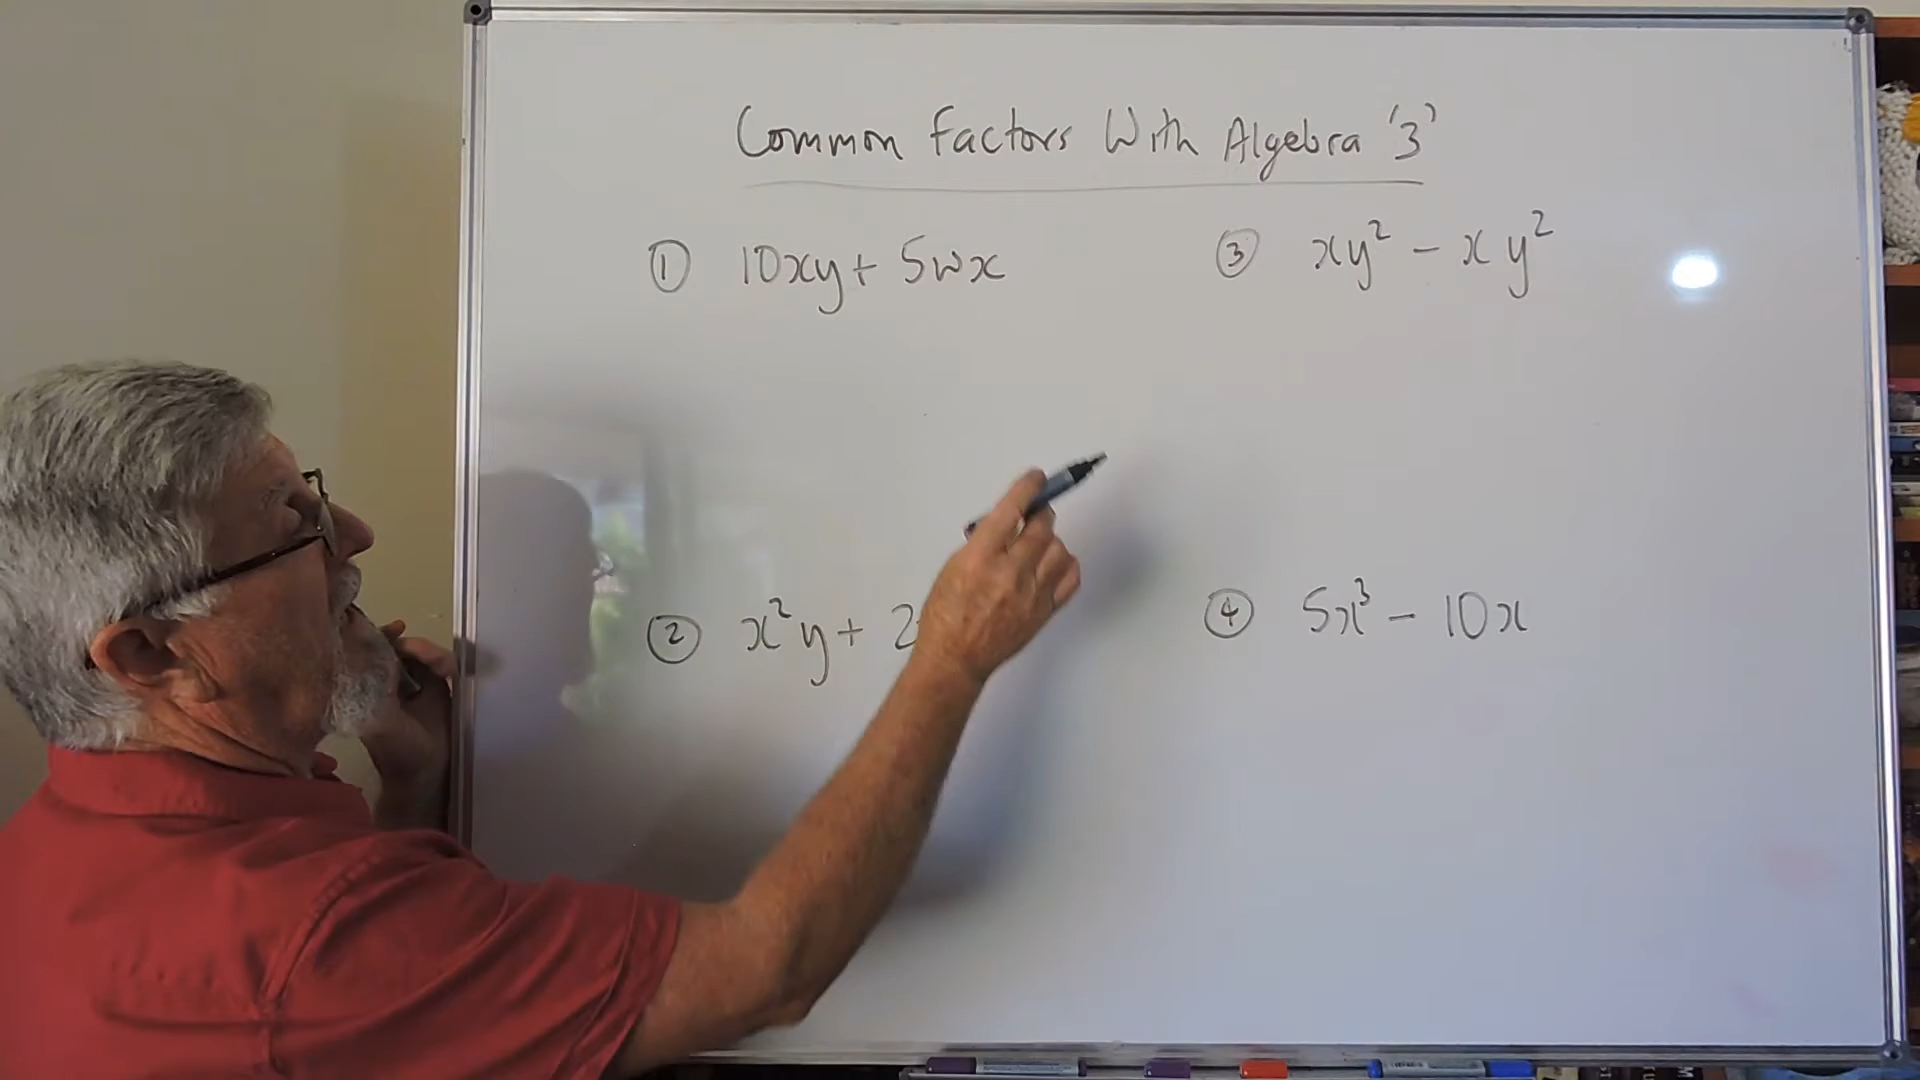 Common Factors With Algebra '3'
① 10xy + 5wx
② x²y + 2
③ xy² - xy²
④ 5x³ - 10x